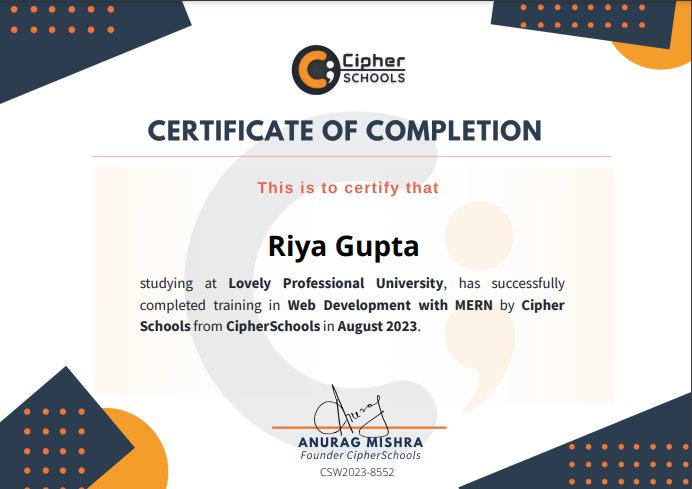 Cipher
SCHOOLS
CERTIFICATE OF COMPLETION
This is to certify that
Riya Gupta
studying at Lovely Professional University, has successfully
completed training in Web Development with MERN by Cipher
Schools from CipherSchools in August 2023.
Anuraj
ANURAG MISHRA
Founder CipherSchools
CSW2023-8552